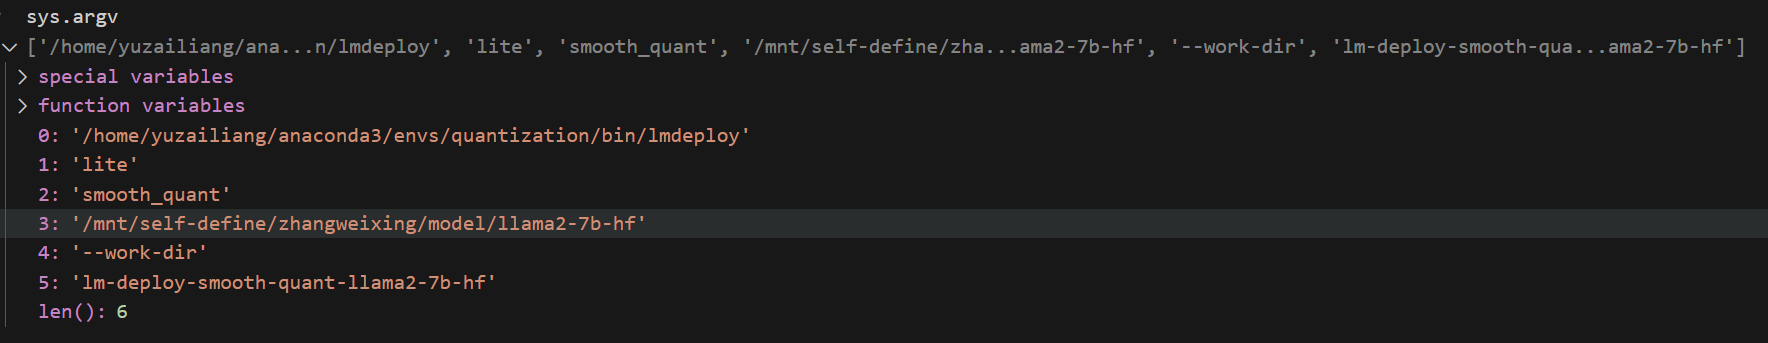 sys.argv
['/home/yuzailiang/ana...n/lmdeploy', 'lite', 'smooth_quant', '/mnt/self-define/zha...ama2-7b-hf', '--work-dir', 'lm-deploy-smooth-qua...ama2-7b-hf']
special variables
function variables
0: '/home/yuzailiang/anaconda3/envs/quantization/bin/lmdeploy'
1: 'lite'
2: 'smooth_quant'
3: '/mnt/self-define/zhangweixing/model/llama2-7b-hf'
4: '--work-dir'
5: 'lm-deploy-smooth-quant-llama2-7b-hf'
len(): 6